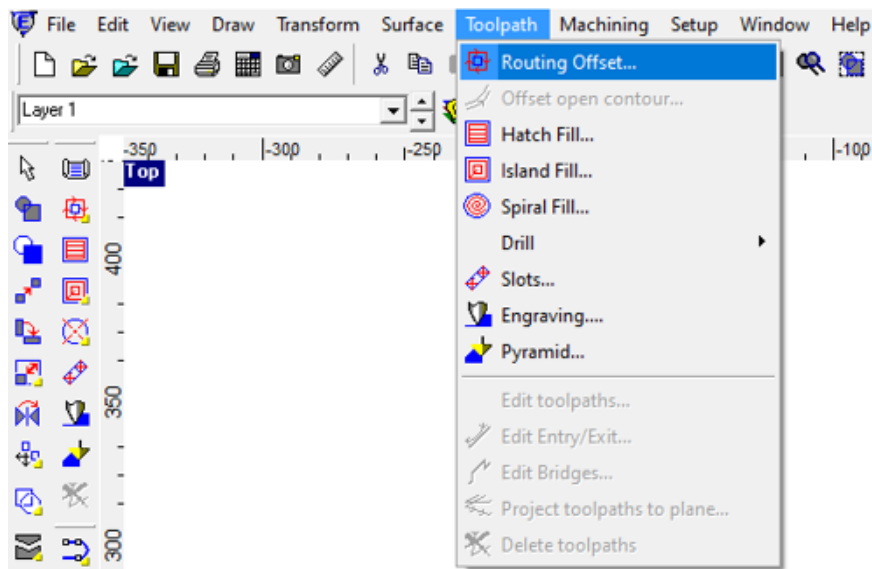 File Edit View Draw Transform Surface Toolpath Machining Setup Window Help
Routing Offset...
Layer 1
Offset open contour...
Hatch Fill...
-350 -300 -250 -100
Top
Island Fill...
Spiral Fill...
Drill
400
Slots...
Engraving....
Pyramid...
350
Edit toolpaths...
Edit Entry/Exit...
Edit Bridges...
Project toolpaths to plane...
300
Delete toolpaths